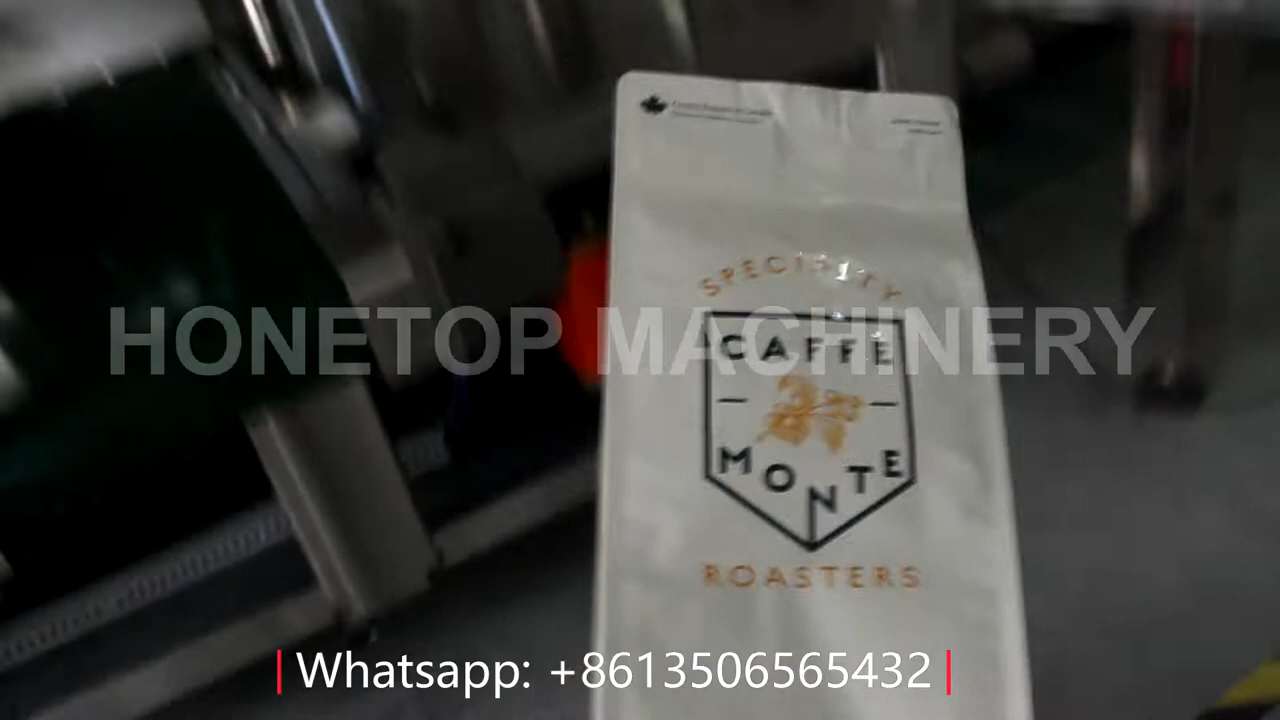 SPECIALTY
HONETOP MACHINERY
CAFFE
MONTE
ROASTERS
| Whatsapp: +8613506565432 |